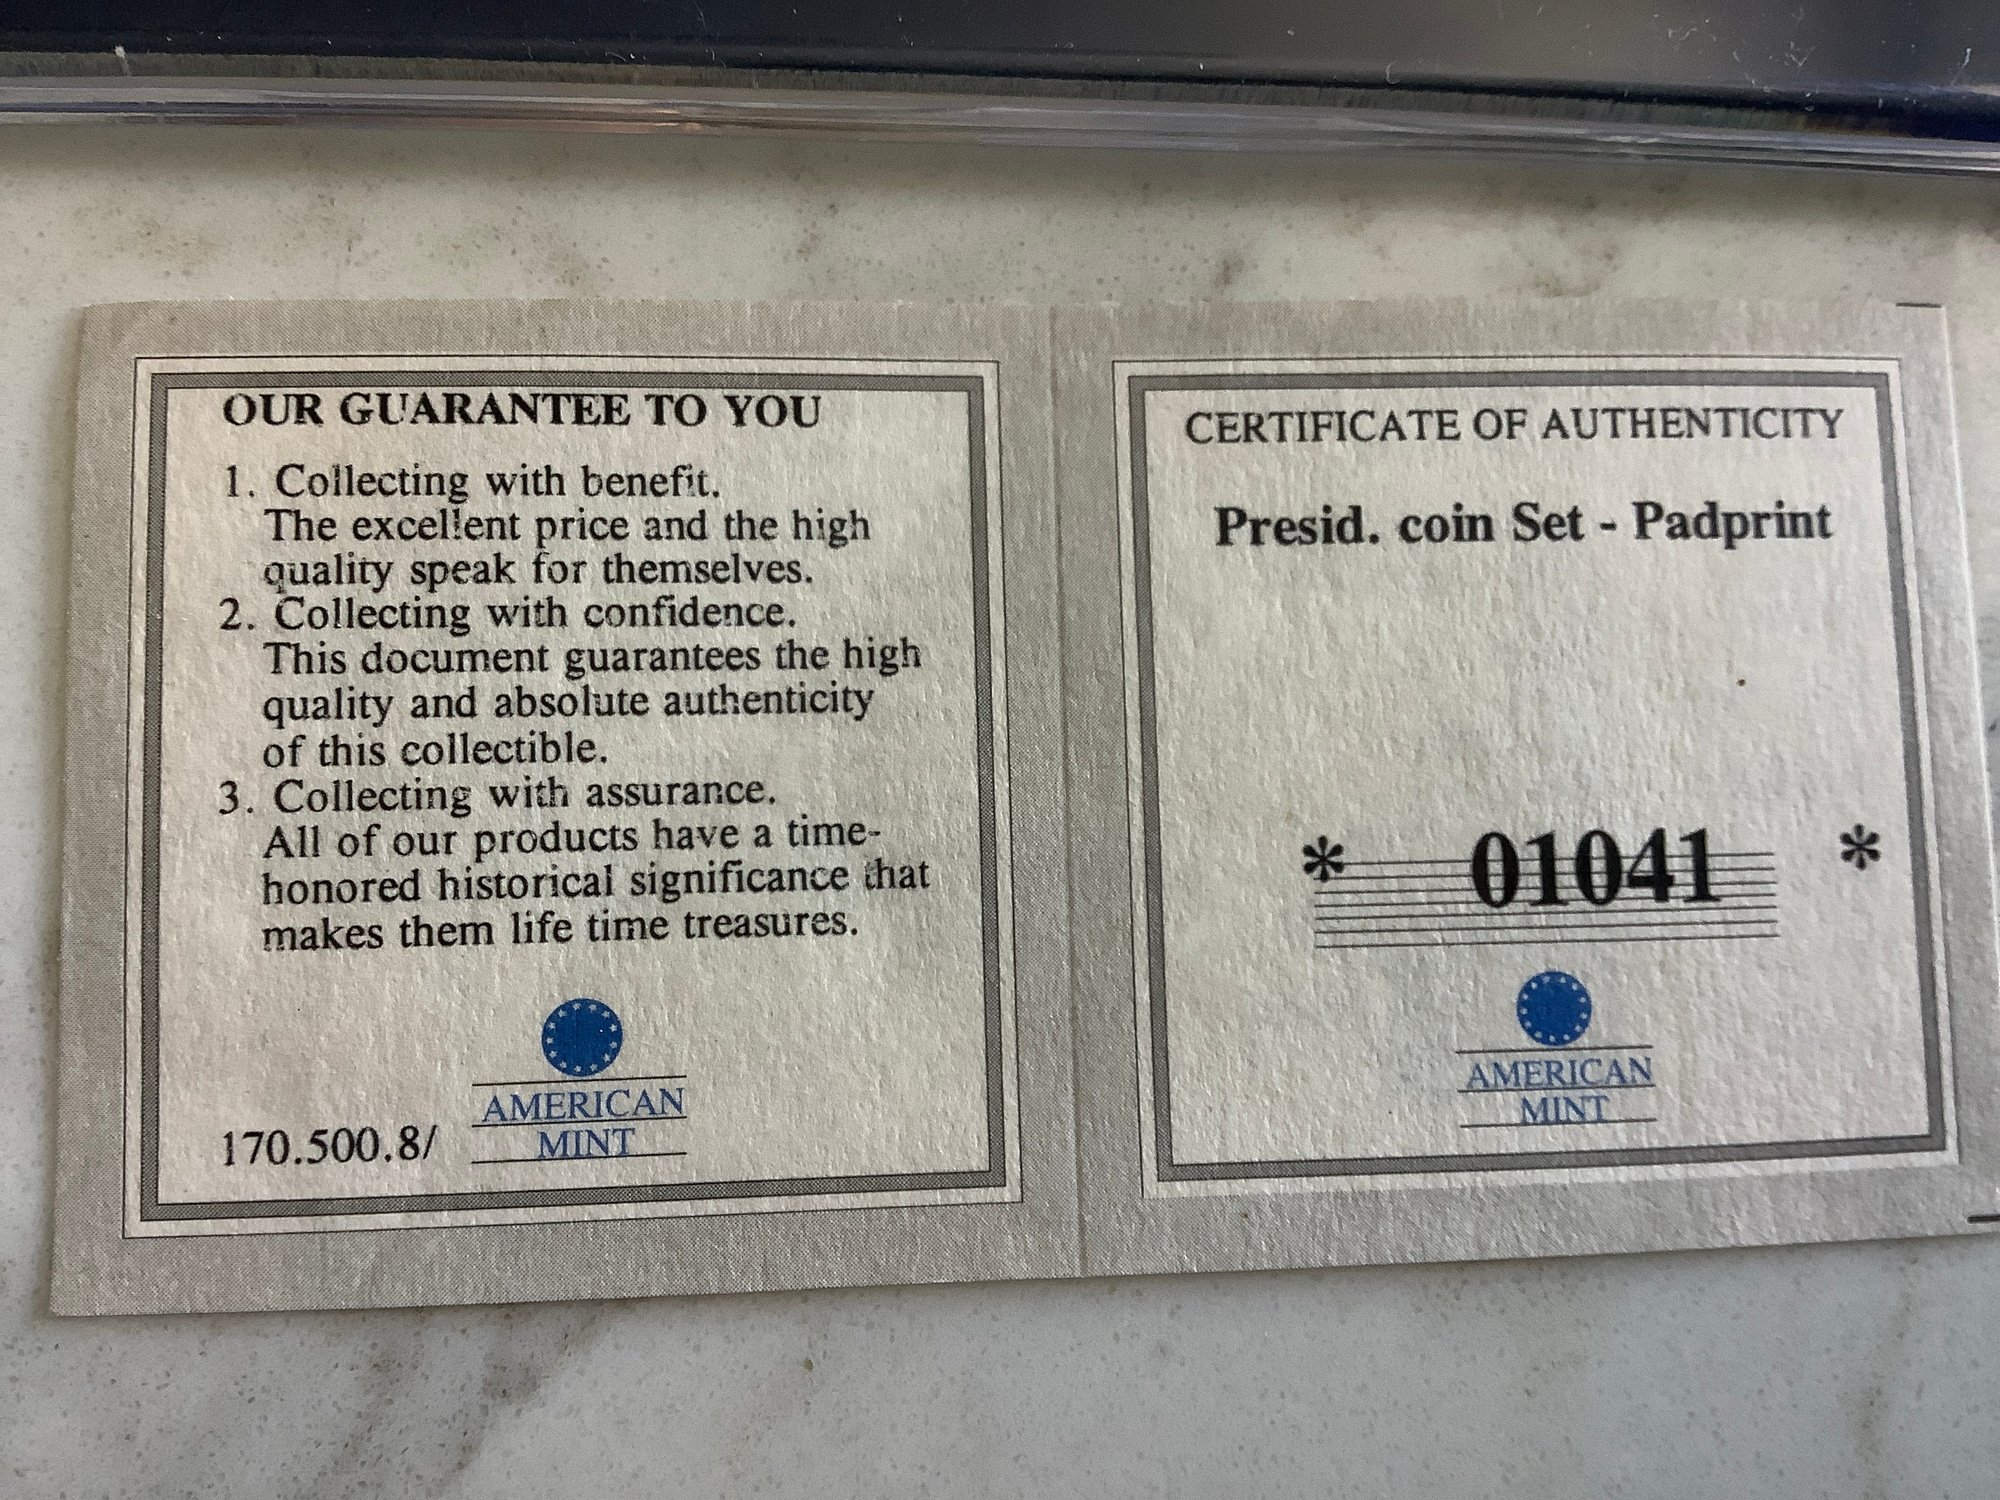 OUR GUARANTEE TO YOU
1. Collecting with benefit.
The excellent price and the high
quality speak for themselves.
2. Collecting with confidence.
This document guarantees the high
quality and absolute authenticity
of this collectible.
3. Collecting with assurance.
All of our products have a time-
honored historical significance that
makes them life time treasures.
170.500.8/
AMERICAN
MINT
CERTIFICATE OF AUTHENTICITY
Presid. coin Set - Padprint
* 01041 *
AMERICAN
MINT